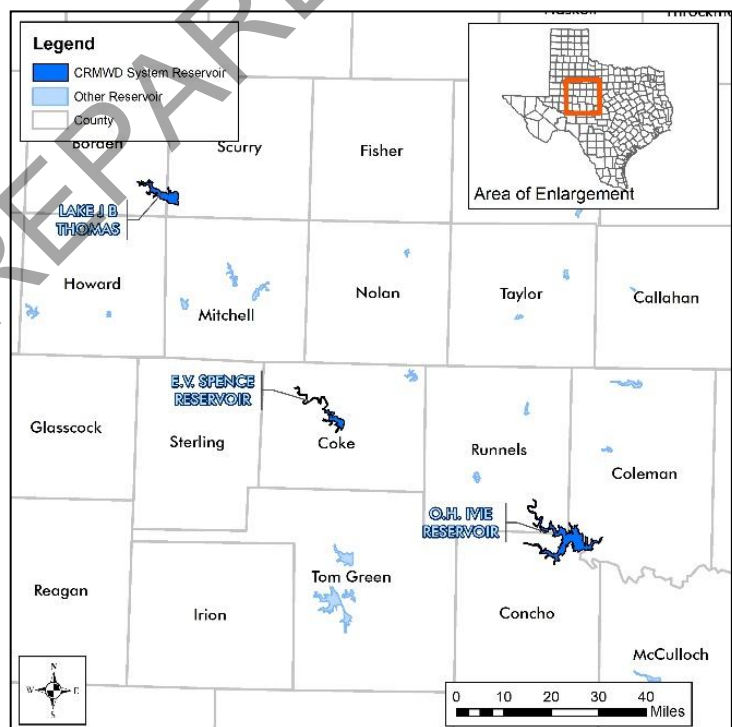 Legend
CRMWD System Reservoir
Other Reservoir
County
Area of Enlargement
Borden
Scurry
Fisher
LAKE J B
THOMAS
Howard
Mitchell
Nolan
Taylor
Callahan
E.V. SPENCE
RESERVOIR
Glasscock
Sterling
Coke
Runnels
Coleman
O.H. IVIE
RESERVOIR
Reagan
Irion
Tom Green
Concho
McCulloch
N
W E
S
0 10 20 30 40
Miles